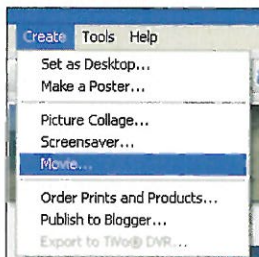 Create Tools Help
Set as Desktop...
Make a Poster...
Picture Collage...
Screensaver...
Movie...
Order Prints and Products...
Publish to Blogger...
Export to TiVo® DVR...